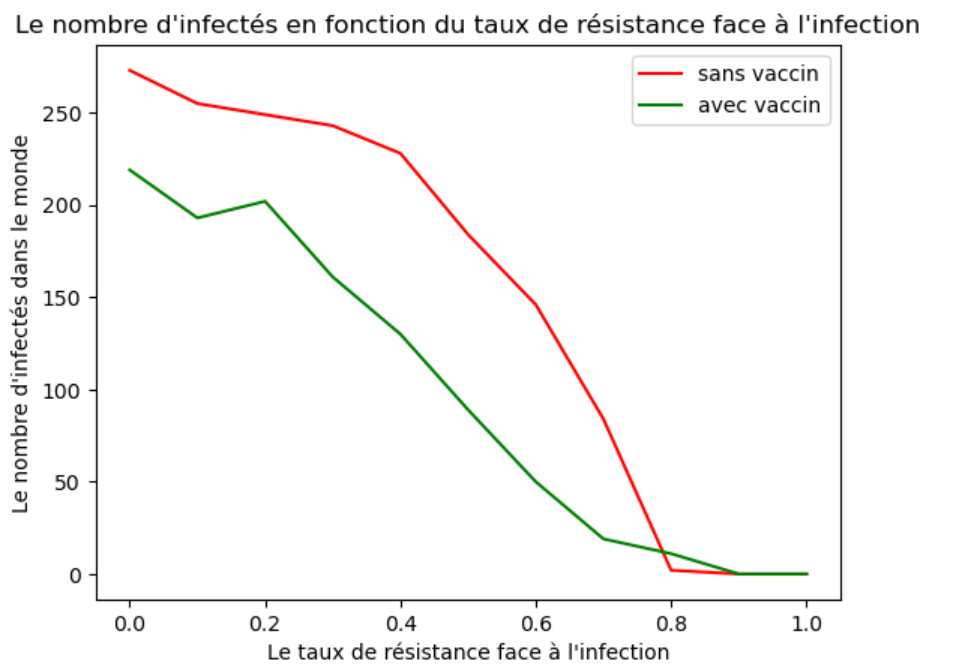 Le nombre d'infectés en fonction du taux de résistance face à l'infection
sans vaccin
avec vaccin
Le nombre d'infectés dans le monde
250
200
150
100
50
0
0.0 0.2 0.4 0.6 0.8 1.0
Le taux de résistance face à l'infection